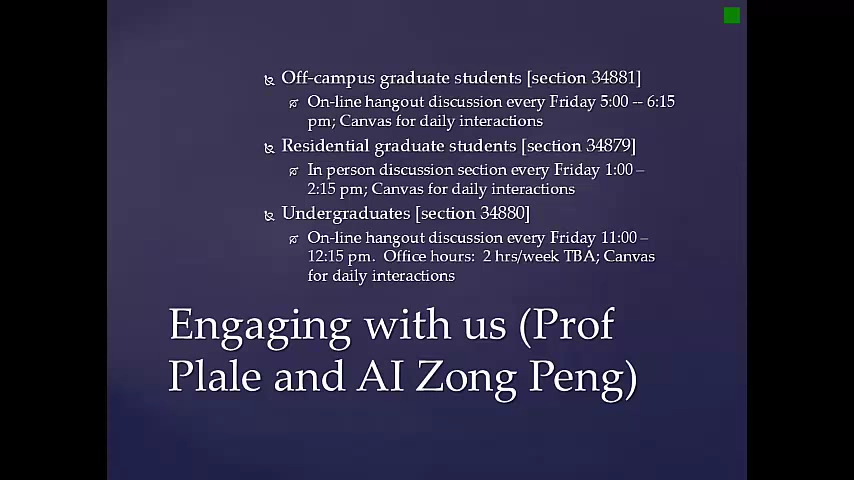 Off-campus graduate students [section 34881]
On-line hangout discussion every Friday 5:00 -- 6:15
pm; Canvas for daily interactions
Residential graduate students [section 34879]
In person discussion section every Friday 1:00 –
2:15 pm; Canvas for daily interactions
Undergraduates [section 34880]
On-line hangout discussion every Friday 11:00 –
12:15 pm. Office hours: 2 hrs/week TBA; Canvas
for daily interactions
Engaging with us (Prof
Plale and AI Zong Peng)